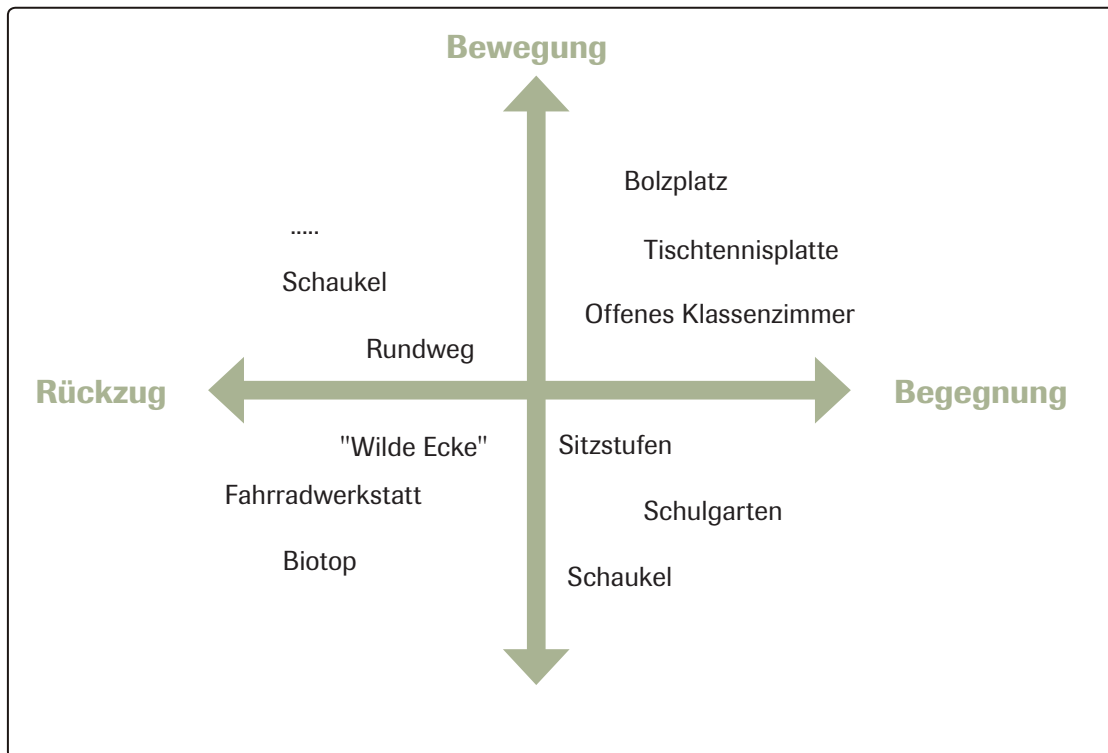 Bewegung
Bolzplatz
.....
Tischtennisplatte
Schaukel
Offenes Klassenzimmer
Rundweg
Rückzug
Begegnung
"Wilde Ecke"
Sitzstufen
Fahrradwerkstatt
Schulgarten
Biotop
Schaukel